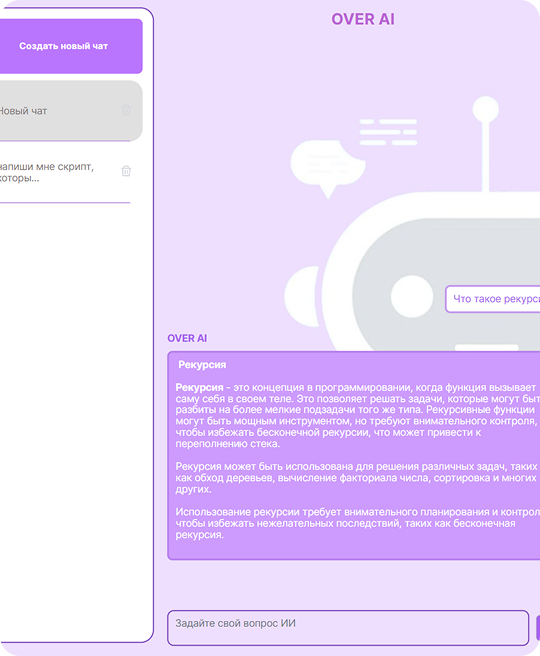 OVER AI
Создать новый чат
Новый чат
напиши мне скрипт,
которы...
Что такое рекурси
OVER AI
Рекурсия
Рекурсия - это концепция в программировании, когда функция вызывает
саму себя в своем теле. Это позволяет решать задачи, которые могут быт
разбиты на более мелкие подзадачи того же типа. Рекурсивные функции
могут быть мощным инструментом, но требуют внимательного контроля,
чтобы избежать бесконечной рекурсии, что может привести к
переполнению стека.
Рекурсия может быть использована для решения различных задач, таких
как обход деревьев, вычисление факториала числа, сортировка и многих
других.
Использование рекурсии требует внимательного планирования и контрол
чтобы избежать нежелательных последствий, таких как бесконечная
рекурсия.
Задайте свой вопрос ИИ